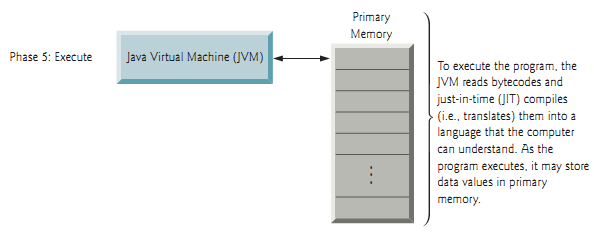 Primary
Memory
Phase 5: Execute
Java Virtual Machine (JVM)
To execute the program, the
JVM reads bytecodes and
just-in-time (JIT) compiles
(i.e., translates) them into a
language that the computer
can understand. As the
program executes, it may store
data values in primary
memory.